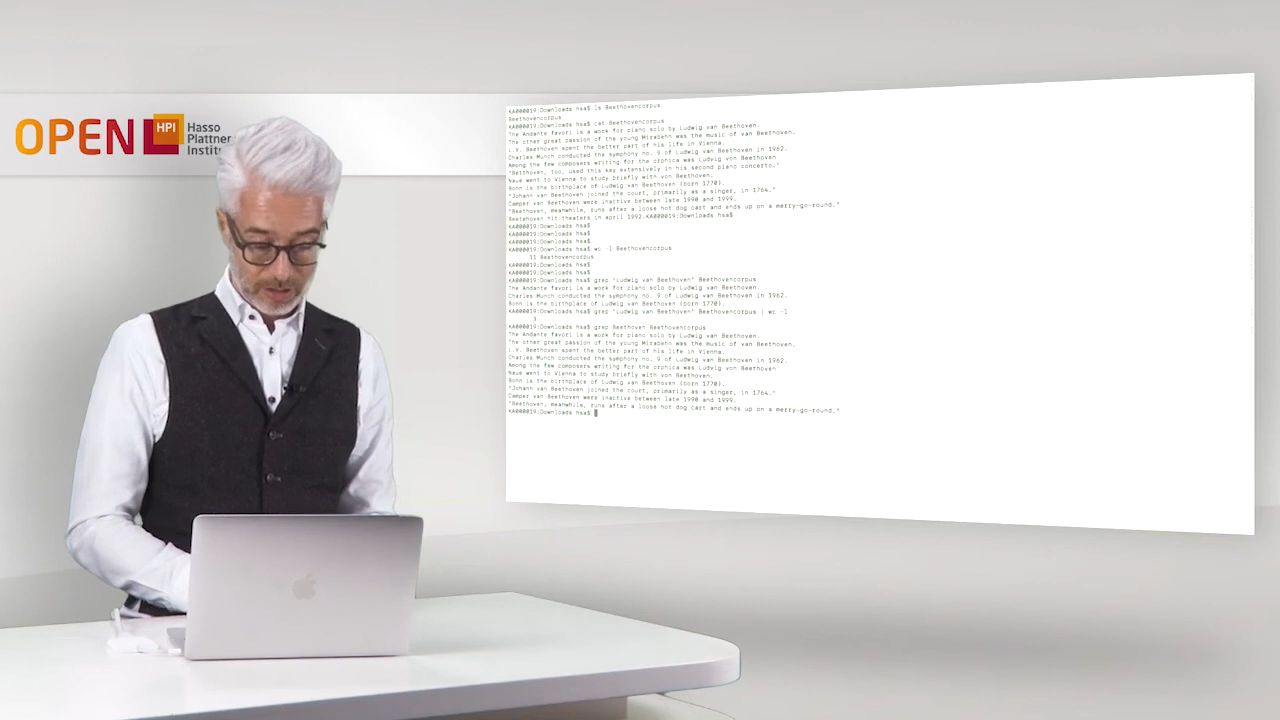 OPEN HPI Hasso
Plattner
Institu
KA000019:Downloads hsa$ ls Beethovencorpus
Beethovencorpus
KA000019:Downloads hsa$ cat Beethovencorpus
The Andante favori is a work for piano solo by Ludwig van Beethoven.
The other great passion of the young Mirabehn was the music of van Beethoven.
L.V. Beethoven spent the better part of his life in Vienna.
Charles Munch conducted the symphony no. 9 of Ludwig van Beethoven in 1962.
Among the few composers writing for the orphica was Ludvig von Beethoven
"Betthoven, too, used this key extensively in his second piano concerto."
Naue went to Vienna to study briefly with von Beethoven.
Bonn is the birthplace of Ludwig van Beethoven (born 1770).
"Johann van Beethoven joined the court, primarily as a singer, in 1764."
Camper van Beethoven were inactive between late 1990 and 1999.
"Beethoven, meanwhile, runs after a loose hot dog cart and ends up on a merry-go-round."
Beetehoven hit theaters in april 1992.KA000019:Downloads hsa$
KA000019:Downloads hsa$
KA000019:Downloads hsa$
KA000019:Downloads hsa$
KA000019:Downloads hsa$ wc -l Beethovencorpus
11 Beethovencorpus
KA000019:Downloads hsa$
KA000019:Downloads hsa$
KA000019:Downloads hsa$ grep "Ludwig van Beethoven" Beethovencorpus
The Andante favori is a work for piano solo by Ludwig van Beethoven.
Charles Munch conducted the symphony no. 9 of Ludwig van Beethoven in 1962.
Bonn is the birthplace of Ludwig van Beethoven (born 1770).
KA000019:Downloads hsa$ grep "Ludwig van Beethoven" Beethovencorpus | wc -l
3
KA000019:Downloads hsa$ grep Beethoven Beethovencorpus
The Andante favori is a work for piano solo by Ludwig van Beethoven.
The other great passion of the young Mirabehn was the music of van Beethoven.
L.V. Beethoven spent the better part of his life in Vienna.
Charles Munch conducted the symphony no. 9 of Ludwig van Beethoven in 1962.
Among the few composers writing for the orphica was Ludvig von Beethoven
Naue went to Vienna to study briefly with von Beethoven.
Bonn is the birthplace of Ludwig van Beethoven (born 1770).
"Johann van Beethoven joined the court, primarily as a singer, in 1764."
Camper van Beethoven were inactive between late 1990 and 1999.
"Beethoven, meanwhile, runs after a loose hot dog cart and ends up on a merry-go-round."
KA000019:Downloads hsa$